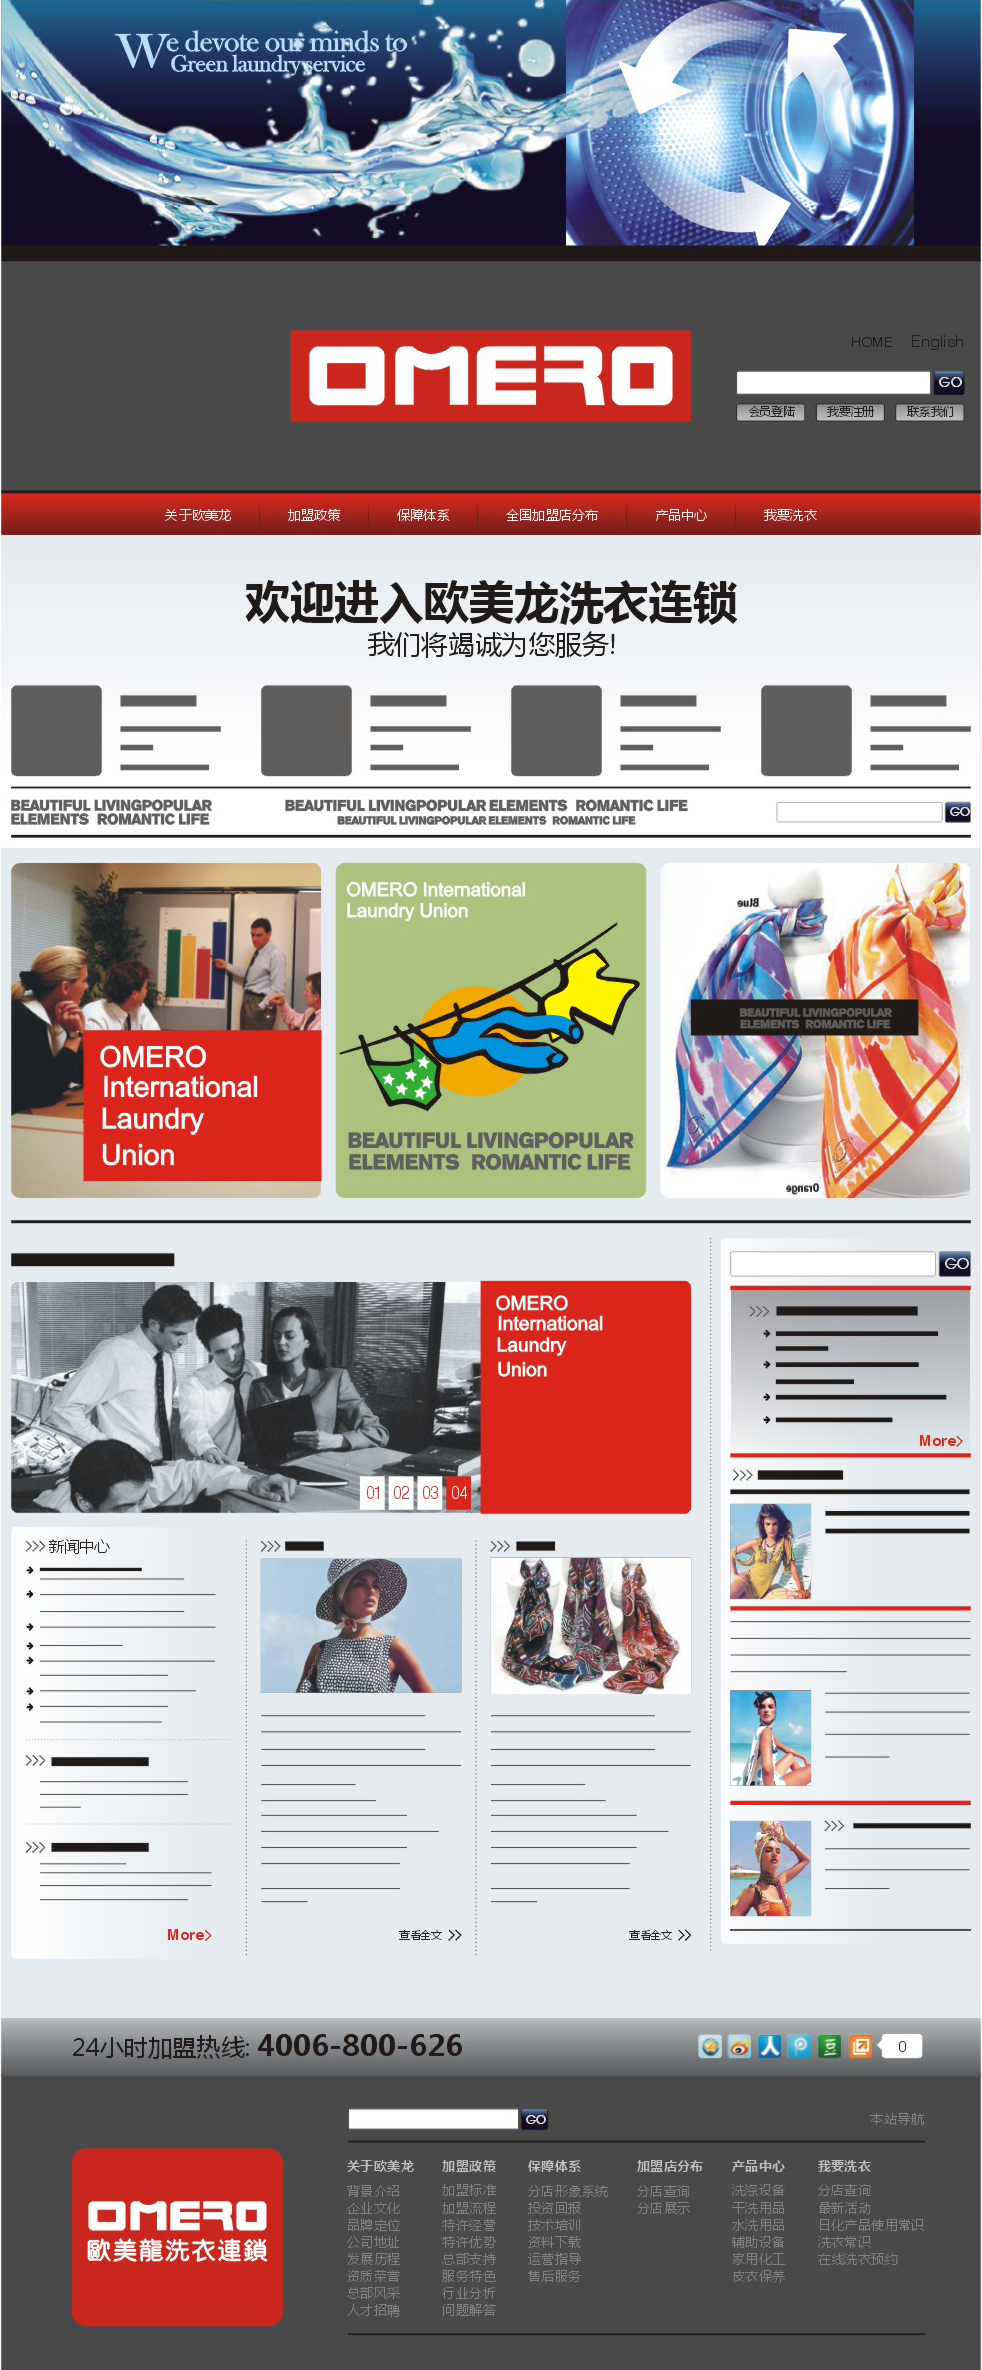 We devote our minds to
Green laundry service
OMERO
HOME English
GO
会员登陆 我要注册 联系我们
关于欧美龙 加盟政策 保障体系 全国加盟店分布 产品中心 我要洗衣
欢迎进入欧美龙洗衣连锁
我们将竭诚为您服务!
BEAUTIFUL LIVINGPOPULAR
ELEMENTS ROMANTIC LIFE
BEAUTIFUL LIVINGPOPULAR ELEMENTS ROMANTIC LIFE
BEAUTIFUL LIVINGPOPULAR ELEMENTS ROMANTIC LIFE
GO
OMERO
International
Laundry
Union
OMERO International
Laundry Union
BEAUTIFUL LIVINGPOPULAR
ELEMENTS ROMANTIC LIFE
Blue
BEAUTIFUL LIVINGPOPULAR
ELEMENTS ROMANTIC LIFE
Orange
OMERO
International
Laundry
Union
01 02 03 04
GO
More>
>>> 新闻中心
More>
查看全文 >>
查看全文 >>
24小时加盟热线: 4006-800-626
0
GO
本站导航
OMERO
歐美龍洗衣連鎖
关于欧美龙
背景介绍
企业文化
品牌定位
公司地址
发展历程
资质荣誉
总部风采
人才招聘
加盟政策
加盟标准
加盟流程
特许经营
特许优势
总部支持
服务特色
行业分析
问题解答
保障体系
分店形象系统
投资回报
技术培训
资料下载
运营指导
售后服务
加盟店分布
分店查询
分店展示
产品中心
洗涤设备
干洗用品
水洗用品
辅助设备
家用化工
皮衣保养
我要洗衣
分店查询
最新活动
日化产品使用常识
洗衣常识
在线洗衣预约